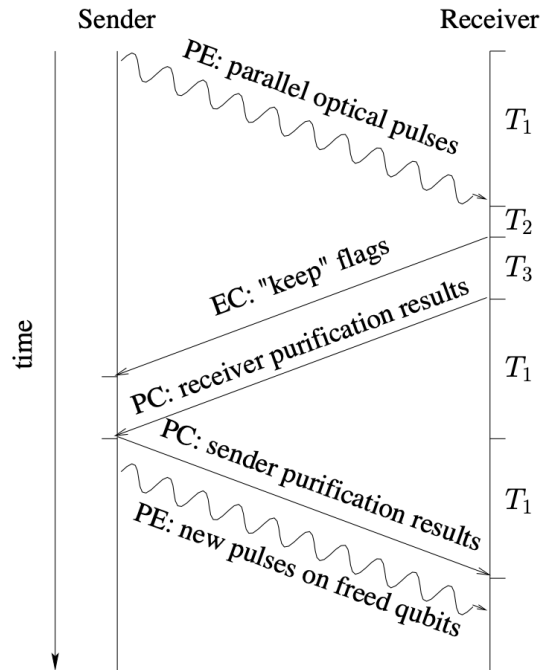 Sender
Receiver
PE: parallel optical pulses
T1
T2
EC: "keep" flags
T3
PC: receiver purification results
time
T1
PC: sender purification results
T1
PE: new pulses on freed qubits